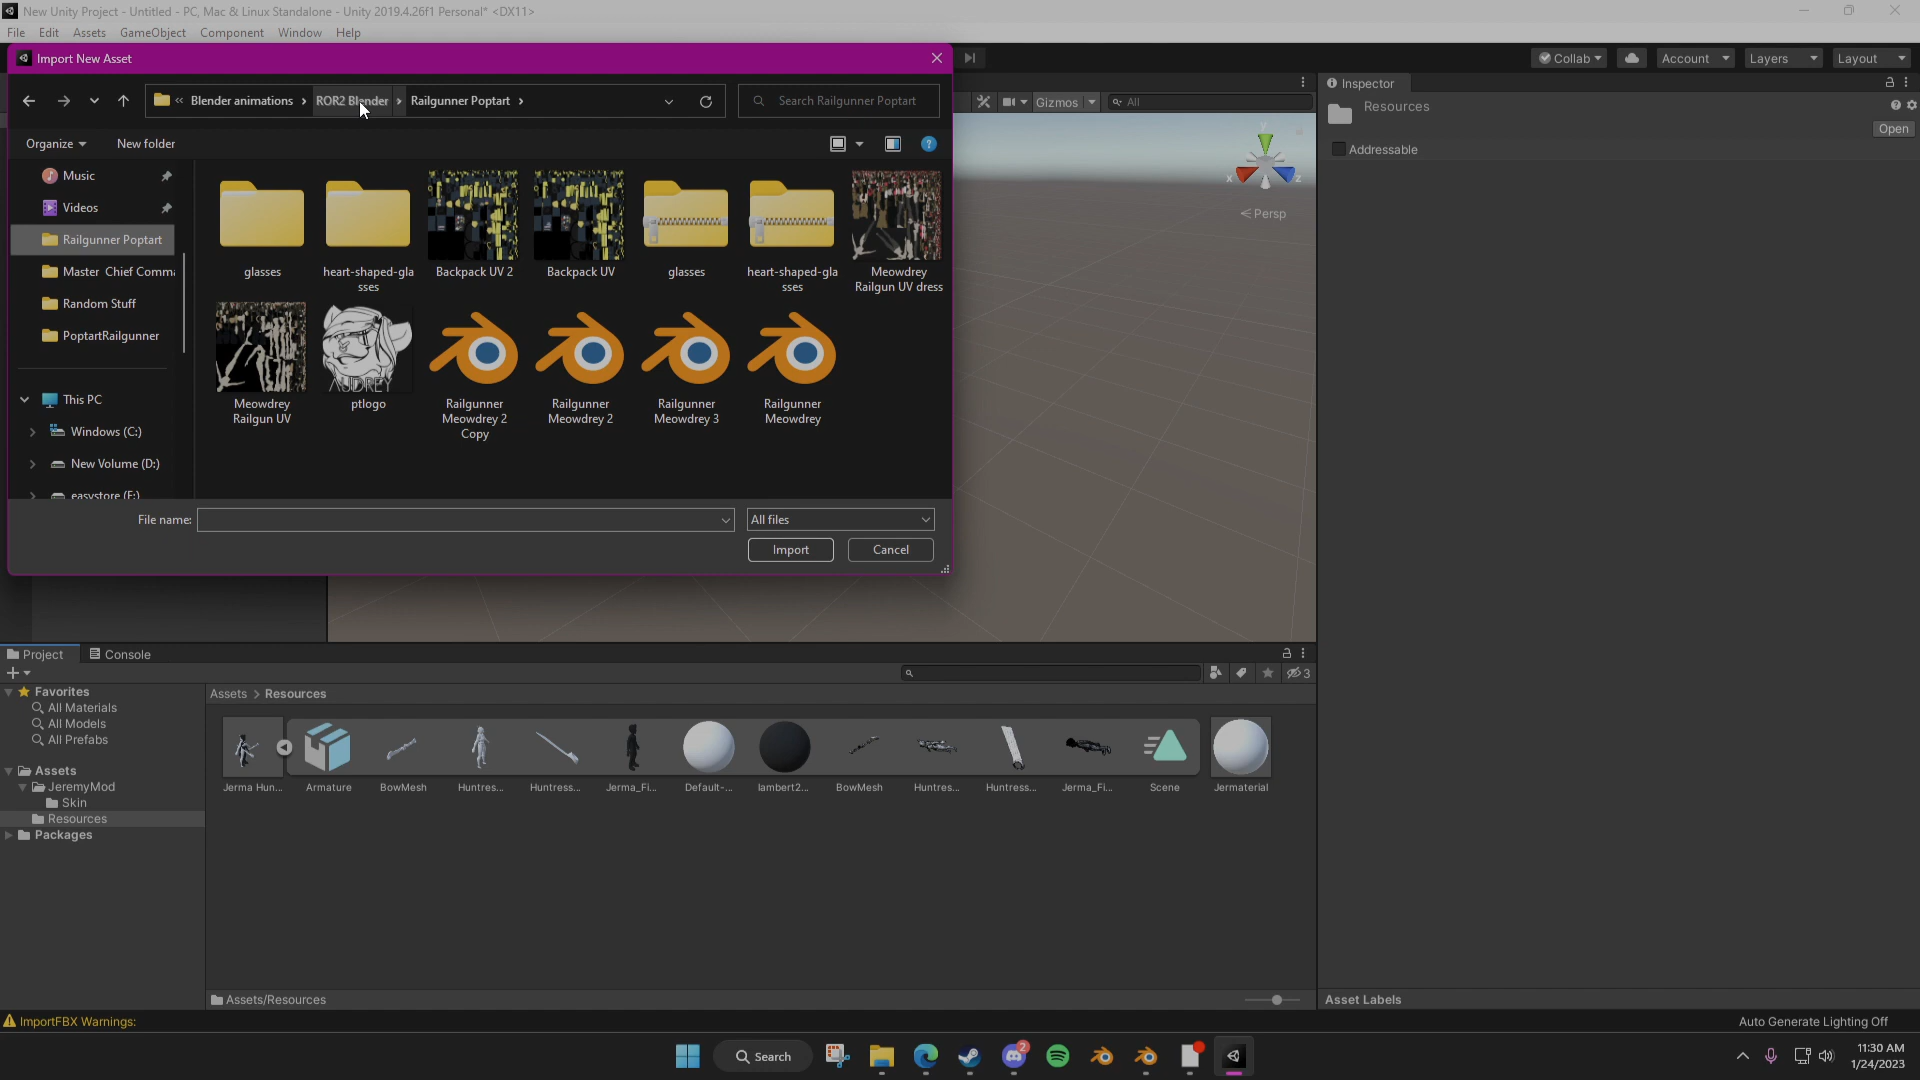 New Unity Project - Untitled - PC, Mac & Linux Standalone - Unity 2019.4.26f1 Personal* <DX11>
File Edit Assets GameObject Component Window Help
Import New Asset
Collab Account Layers Layout
« Blender animations > ROR2 Blender > Railgunner Poptart >
Search Railgunner Poptart
Gizmos All
Inspector
Resources
Open
Addressable
Organize New folder
Music
Videos
Railgunner Poptart
Master Chief Comma
Random Stuff
PoptartRailgunner
This PC
Windows (C:)
New Volume (D:)
easystore (F:)
glasses
heart-shaped-gla
sses
Backpack UV 2
Backpack UV
glasses
heart-shaped-gla
sses
Meowdrey
Railgun UV dress
Meowdrey
Railgun UV
AUDREY
ptlogo
Railgunner
Meowdrey 2
Copy
Railgunner
Meowdrey 2
Railgunner
Meowdrey 3
Railgunner
Meowdrey
y
x
z
< Persp
File name:
All files
Import Cancel
Project Console
3
Favorites
All Materials
All Models
All Prefabs
Assets
JeremyMod
Skin
Resources
Packages
Assets > Resources
Jerma Hun... Armature BowMesh Huntres... Huntress... Jerma_Fi... Default-... lambert2... BowMesh Huntres... Huntress... Jerma_Fi... Scene Jermaterial
Assets/Resources
Asset Labels
ImportFBX Warnings:
Auto Generate Lighting Off
Search
2
11:30 AM
1/24/2023